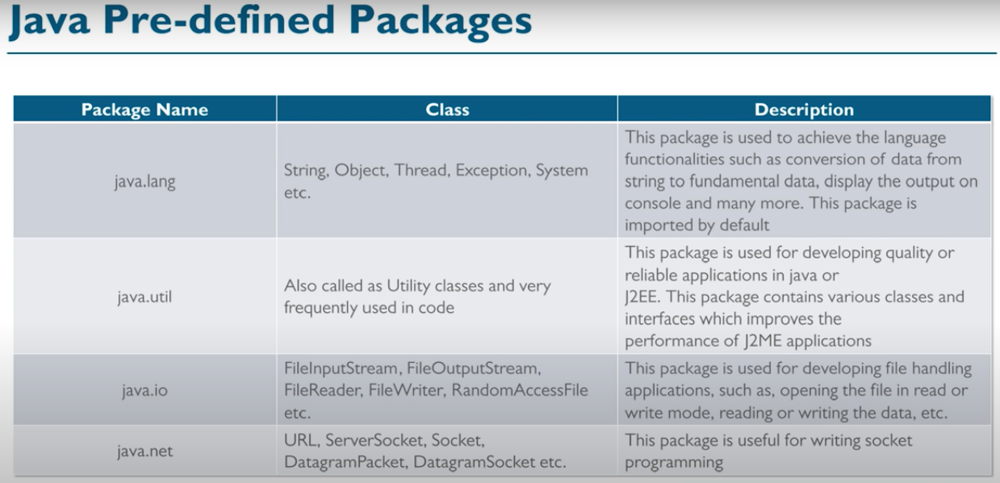 Java Pre-defined Packages
Package Name
Class
Description
java.lang
String, Object, Thread, Exception, System
etc.
This package is used to achieve the language
functionalities such as conversion of data from
string to fundamental data, display the output on
console and many more. This package is
imported by default
java.util
Also called as Utility classes and very
frequently used in code
This package is used for developing quality or
reliable applications in java or
J2EE. This package contains various classes and
interfaces which improves the
performance of J2ME applications
java.io
FileInputStream, FileOutputStream,
FileReader, FileWriter, RandomAccessFile
etc.
This package is used for developing file handling
applications, such as, opening the file in read or
write mode, reading or writing the data, etc.
java.net
URL, ServerSocket, Socket,
DatagramPacket, DatagramSocket etc.
This package is useful for writing socket
programming